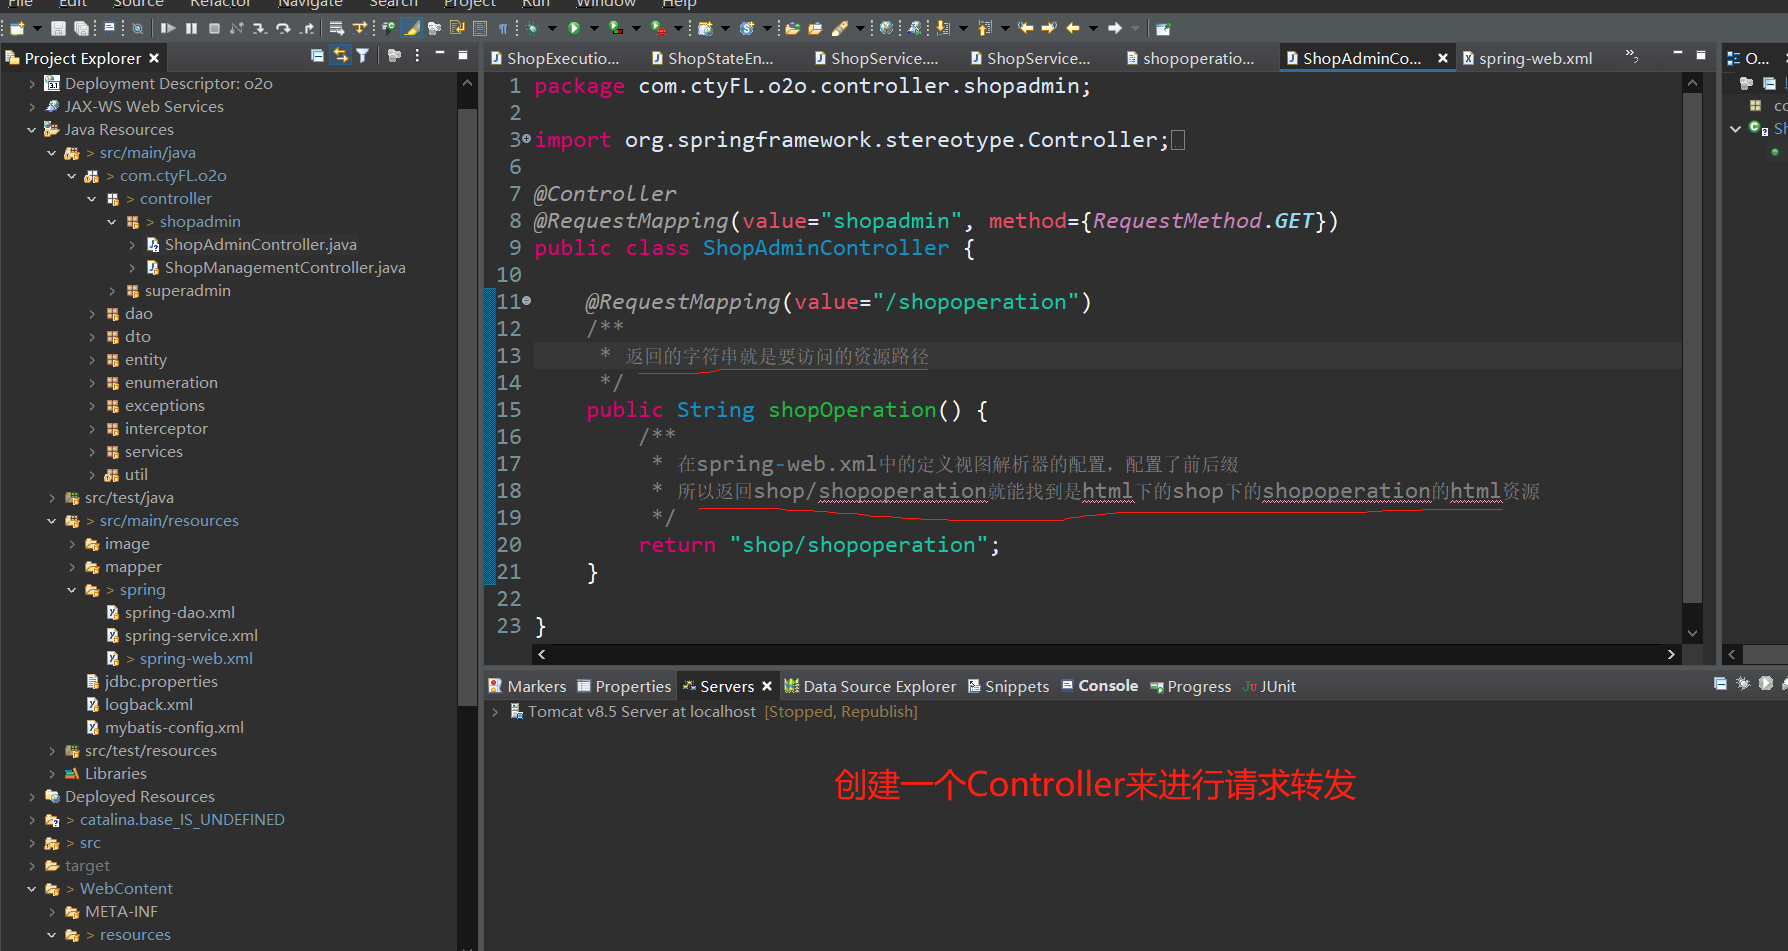 File Edit Source Refactor Navigate Search Project Run Window Help
Project Explorer
Deployment Descriptor: o2o
JAX-WS Web Services
Java Resources
> src/main/java
> com.ctyFL.o2o
> controller
> shopadmin
ShopAdminController.java
ShopManagementController.java
superadmin
dao
dto
entity
enumeration
exceptions
interceptor
services
util
src/test/java
> src/main/resources
image
mapper
> spring
spring-dao.xml
spring-service.xml
> spring-web.xml
jdbc.properties
logback.xml
mybatis-config.xml
src/test/resources
Libraries
Deployed Resources
> catalina.base_IS_UNDEFINED
> src
target
> WebContent
META-INF
> resources
ShopExecutio... ShopStateEn... ShopService.... ShopService... shopoperatio... ShopAdminCo... spring-web.xml
1 package com.ctyFL.o2o.controller.shopadmin;
2
3 import org.springframework.stereotype.Controller;
6
7 @Controller
8 @RequestMapping(value="shopadmin", method={RequestMethod.GET})
9 public class ShopAdminController {
10
11 @RequestMapping(value="/shopoperation")
12 /**
13 * 返回的字符串就是要访问的资源路径
14 */
15 public String shopOperation() {
16 /**
17 * 在spring-web.xml中的定义视图解析器的配置，配置了前后缀
18 * 所以返回shop/shopoperation就能找到是html下的shop下的shopoperation的html资源
19 */
20 return "shop/shopoperation";
21 }
22
23 }
O...
Sh
Markers Properties Servers Data Source Explorer Snippets Console Progress JUnit
Tomcat v8.5 Server at localhost [Stopped, Republish]
创建一个Controller来进行请求转发